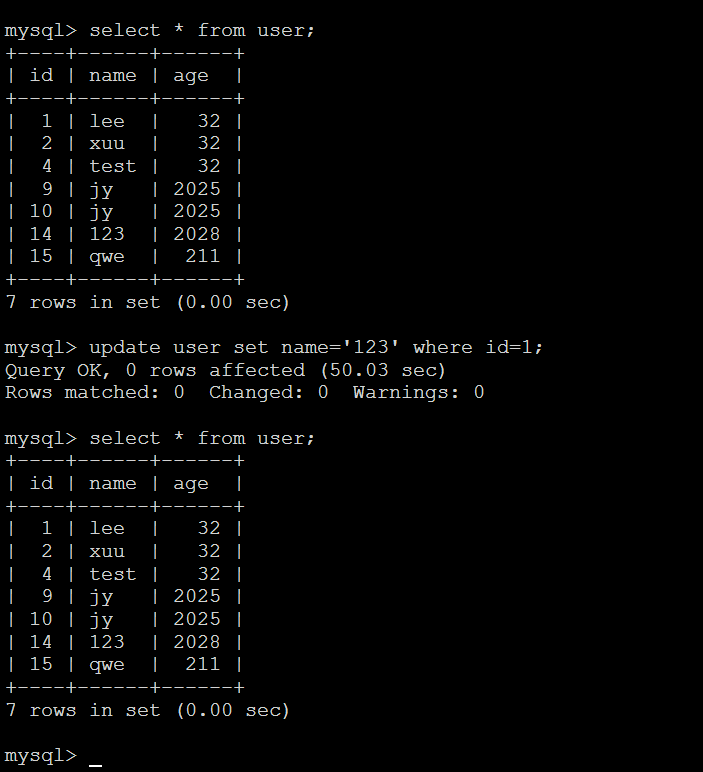 mysql> select * from user;
+----+------+------+
| id | name | age  |
+----+------+------+
|  1 | lee  |   32 |
|  2 | xuu  |   32 |
|  4 | test |   32 |
|  9 | jy   | 2025 |
| 10 | jy   | 2025 |
| 14 | 123  | 2028 |
| 15 | qwe  |  211 |
+----+------+------+
7 rows in set (0.00 sec)

mysql> update user set name='123' where id=1;
Query OK, 0 rows affected (50.03 sec)
Rows matched: 0  Changed: 0  Warnings: 0

mysql> select * from user;
+----+------+------+
| id | name | age  |
+----+------+------+
|  1 | lee  |   32 |
|  2 | xuu  |   32 |
|  4 | test |   32 |
|  9 | jy   | 2025 |
| 10 | jy   | 2025 |
| 14 | 123  | 2028 |
| 15 | qwe  |  211 |
+----+------+------+
7 rows in set (0.00 sec)

mysql> _